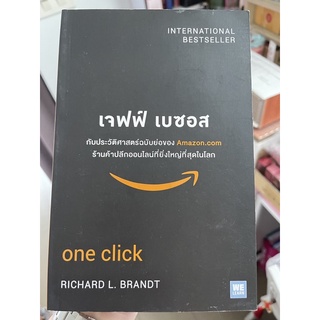 INTERNATIONAL
BESTSELLER
เจฟฟ์ เบซอส
กับประวัติศาสตร์ฉบับย่อของ Amazon.com
ร้านค้าปลีกออนไลน์ที่ยิ่งใหญ่ที่สุดในโลก
one click
RICHARD L. BRANDT
WE
LEARN